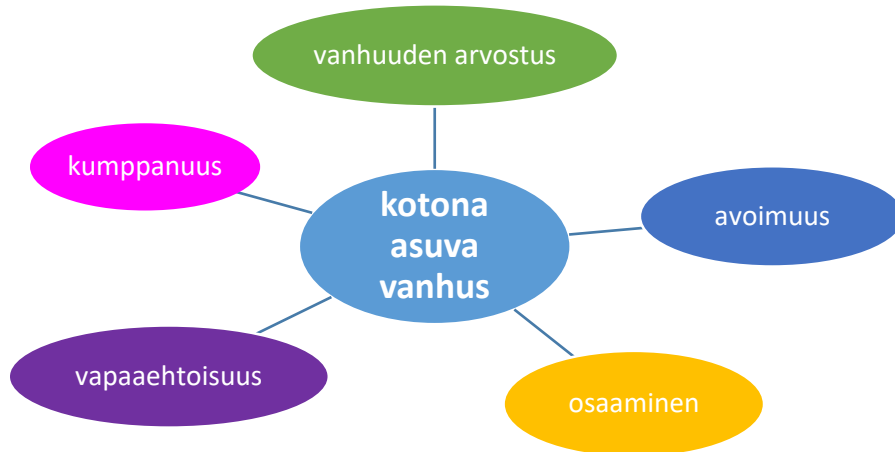 vanhuuden arvostus
kumppanuus
kotona
asuva
vanhus
avoimuus
vapaaehtoisuus
osaaminen